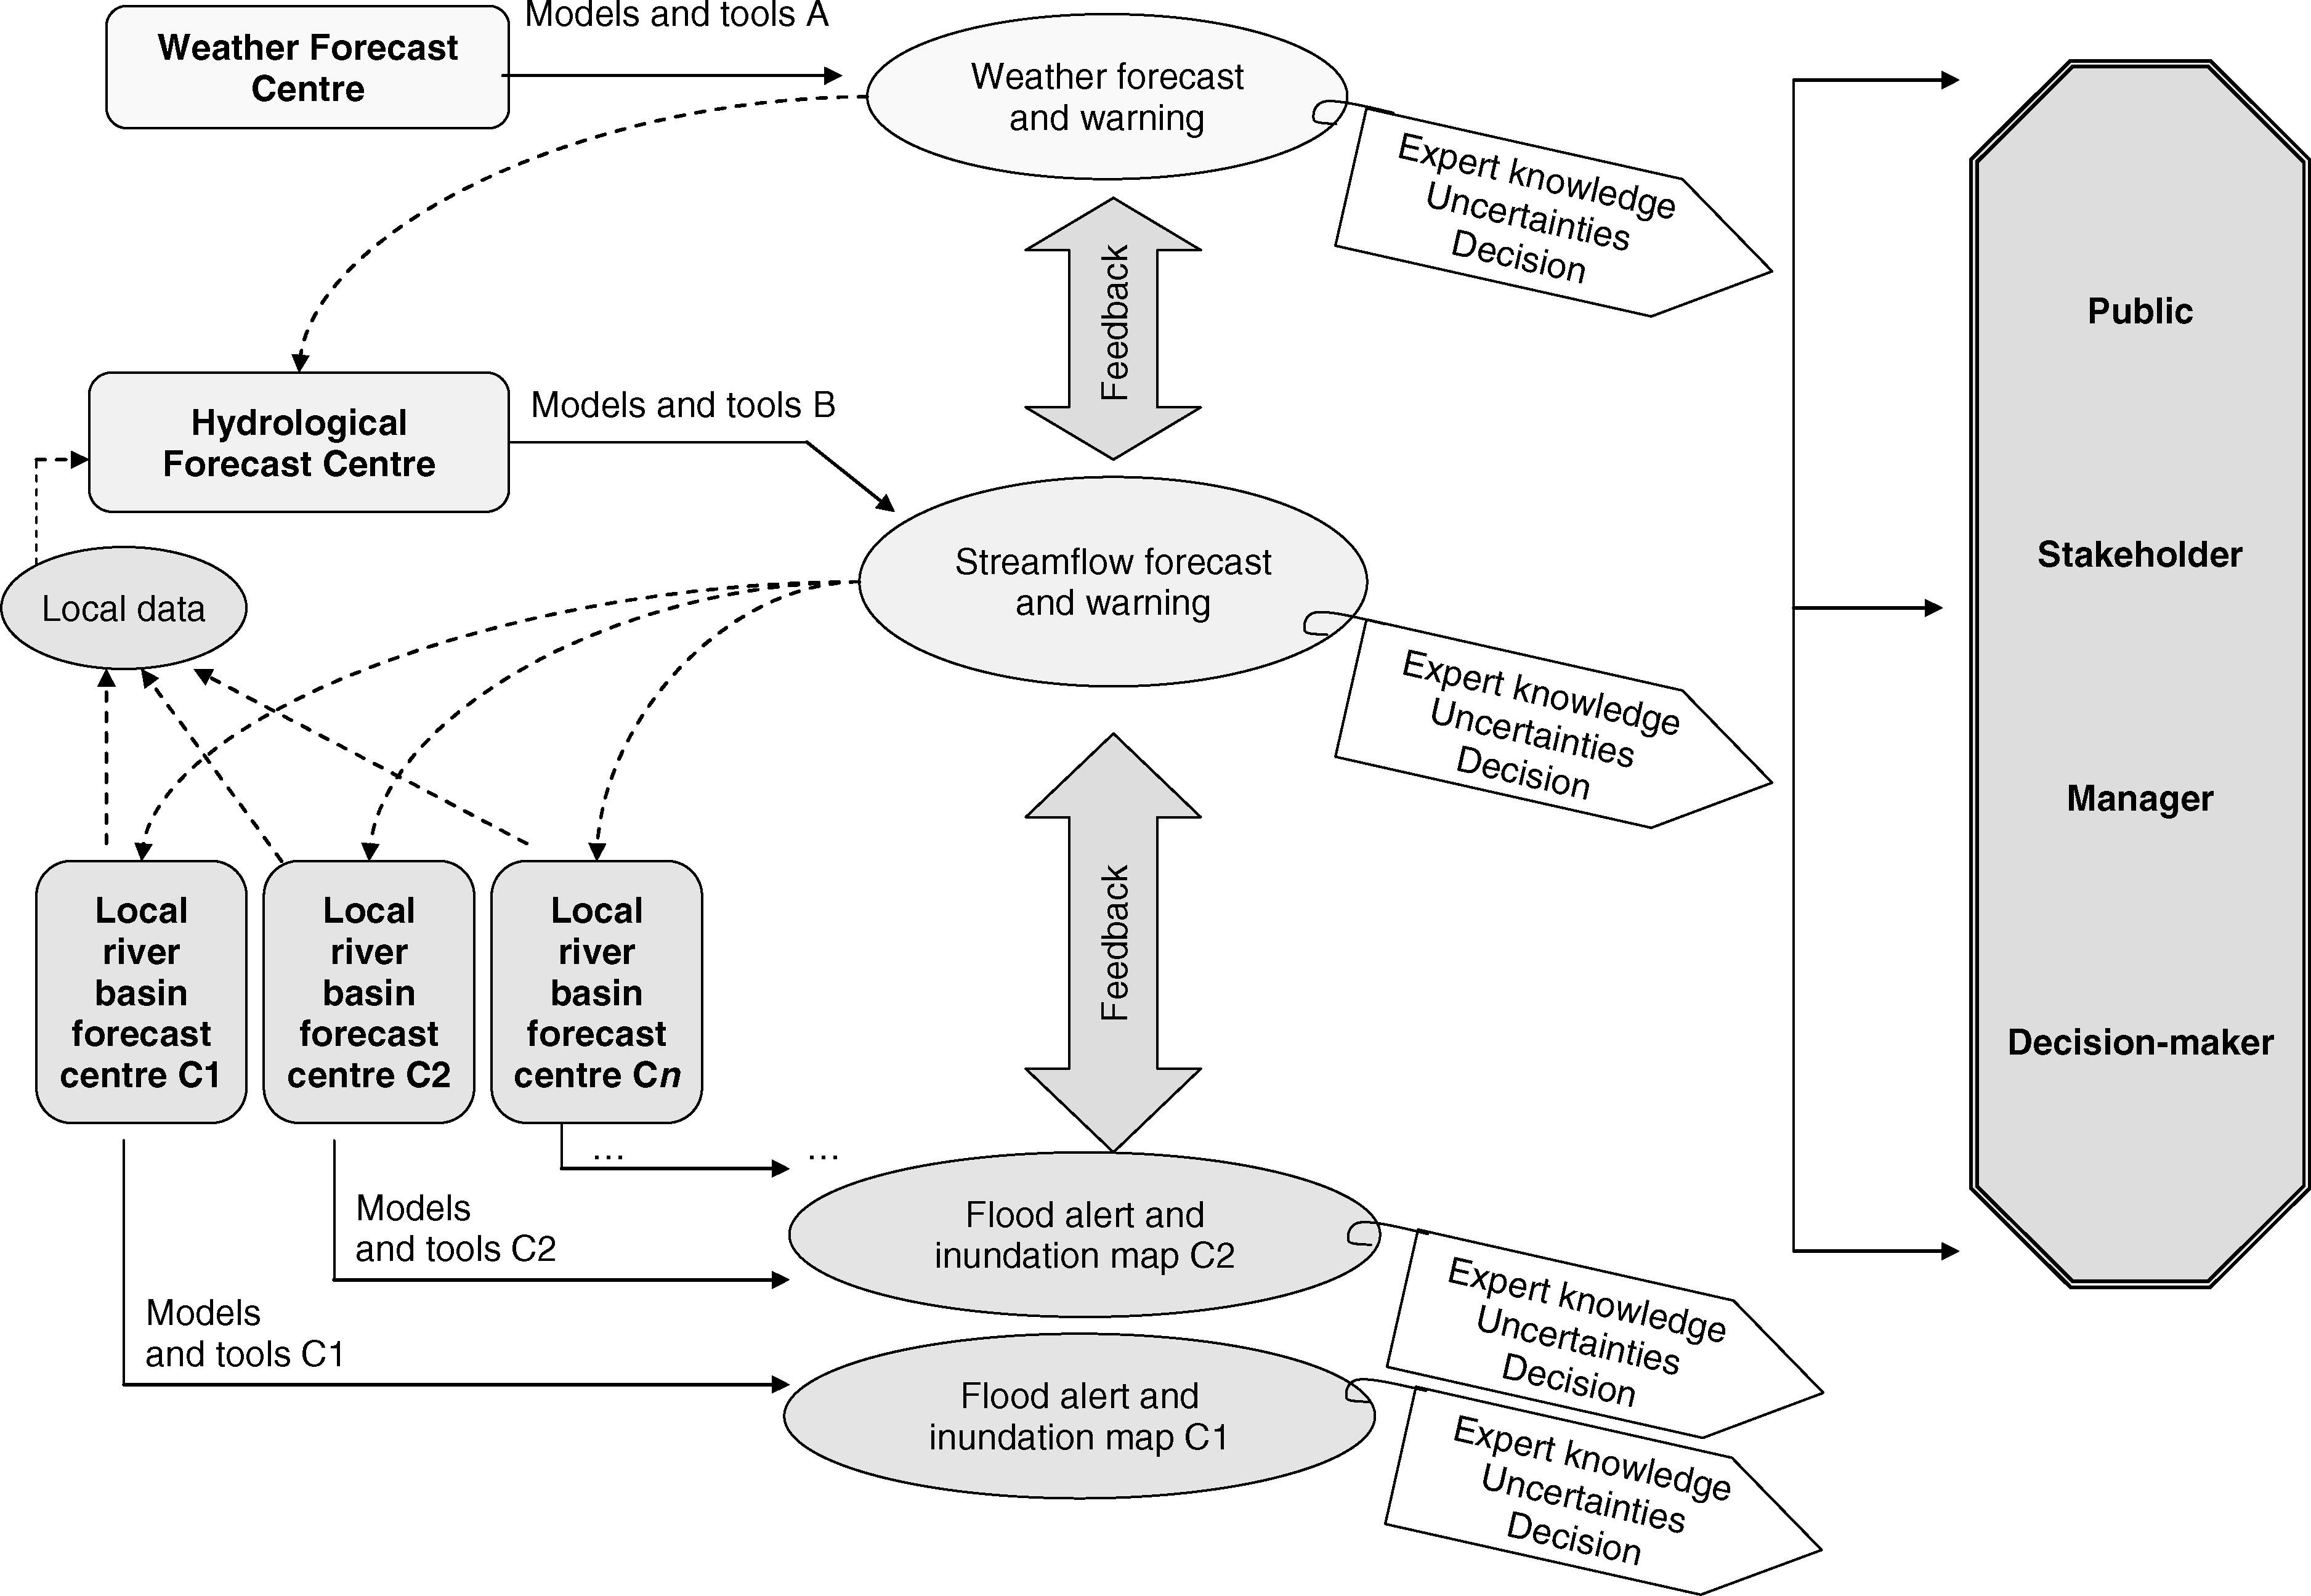 Models and tools A
Weather Forecast
Centre
Weather forecast
and warning
Expert knowledge
Uncertainties
Decision
Feedback
Public
Hydrological
Forecast Centre
Models and tools B
Streamflow forecast
and warning
Stakeholder
Local data
Expert knowledge
Uncertainties
Decision
Manager
Local
river
basin
forecast
centre C1
Local
river
basin
forecast
centre C2
Local
river
basin
forecast
centre Cn
Feedback
Decision-maker
... ...
Models
and tools C2
Flood alert and
inundation map C2
Expert knowledge
Uncertainties
Decision
Models
and tools C1
Flood alert and
inundation map C1
Expert knowledge
Uncertainties
Decision